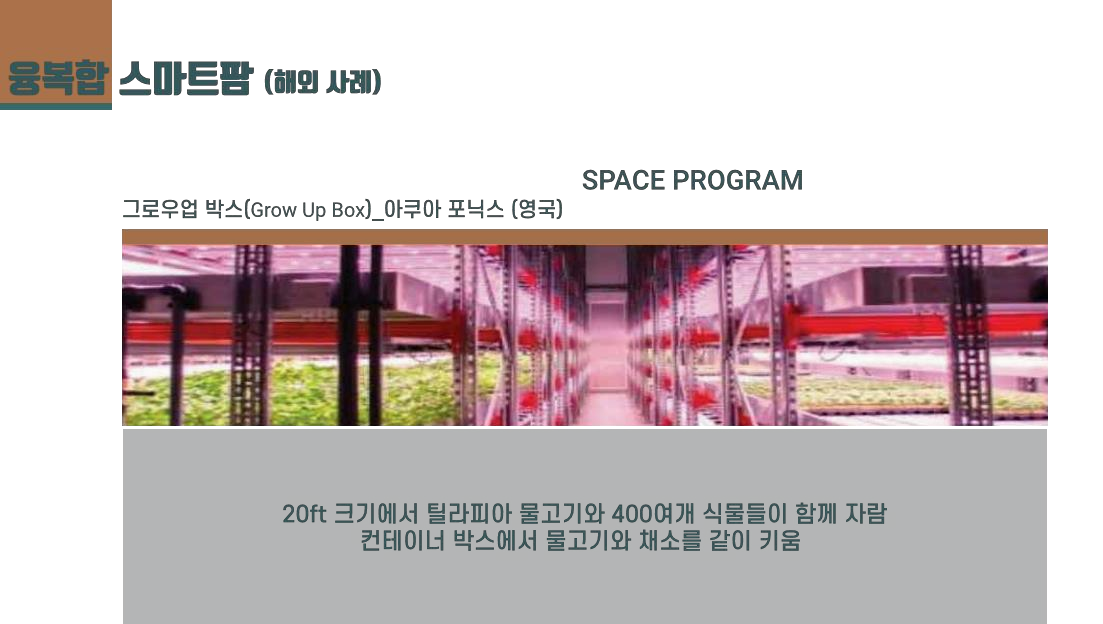 융복합 스마트팜 (해외 사례)
SPACE PROGRAM
그로우업 박스(Grow Up Box)_아쿠아 포닉스 (영국)
20ft 크기에서 틸라피아 물고기와 400여개 식물들이 함께 자람
컨테이너 박스에서 물고기와 채소를 같이 키움